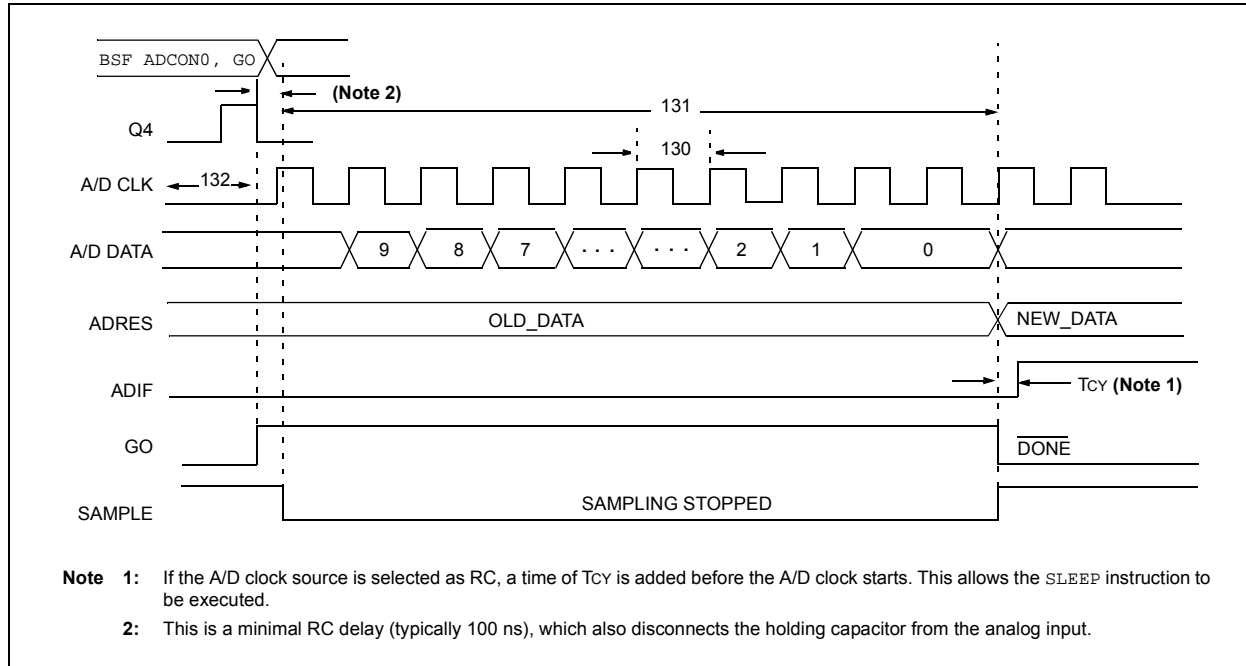 BSF ADCON0, GO
(Note 2)
131
Q4
130
A/D CLK
132
A/D DATA
9 8 7 . . . . . . 2 1 0
ADRES
OLD_DATA
NEW_DATA
ADIF
TCY (Note 1)
GO
DONE
SAMPLE
SAMPLING STOPPED
Note 1: If the A/D clock source is selected as RC, a time of TCY is added before the A/D clock starts. This allows the SLEEP instruction to
be executed.
2: This is a minimal RC delay (typically 100 ns), which also disconnects the holding capacitor from the analog input.